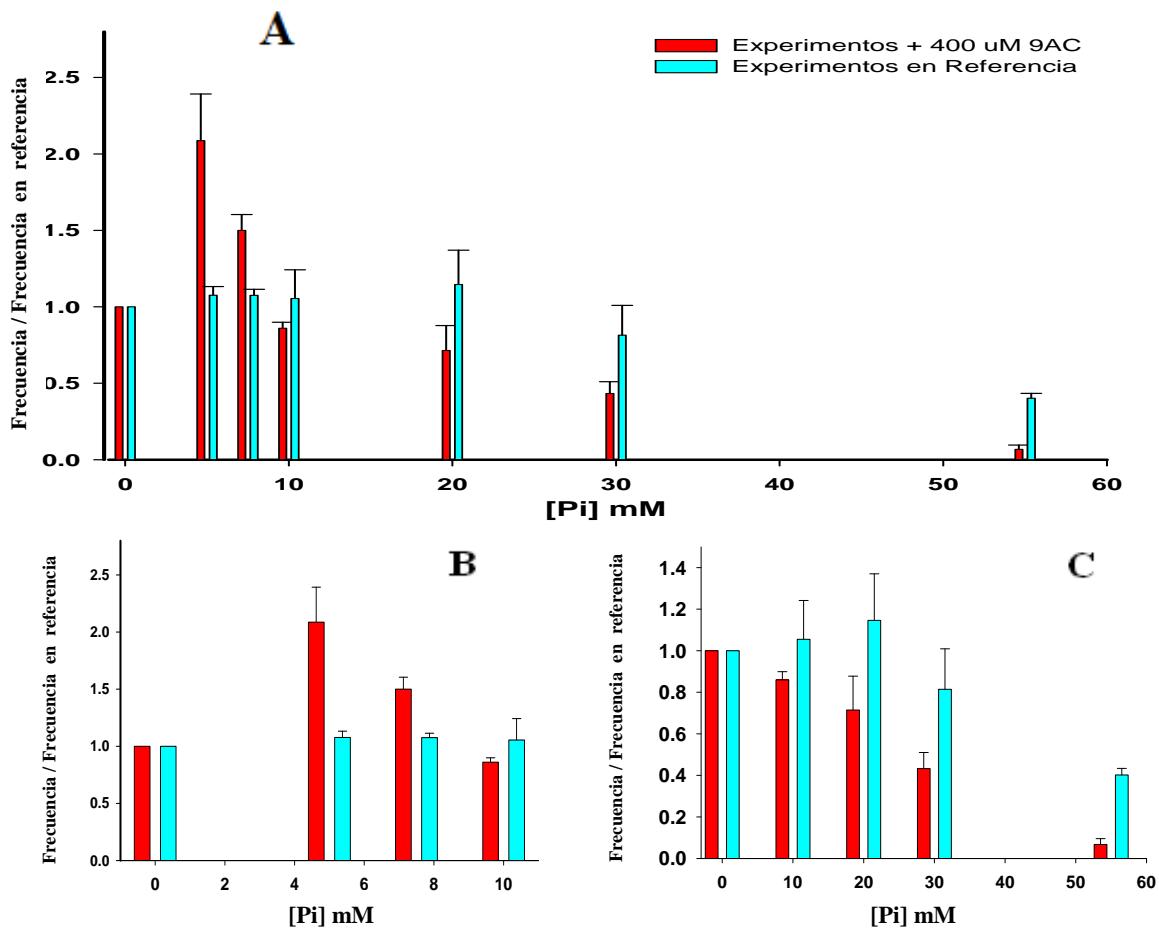 A
Experimentos + 400 uM 9AC
Experimentos en Referencia
Frecuencia / Frecuencia en referencia
2.5
2.0
1.5
1.0
0.5
0.0
0 10 20 30 40 50 60
[Pi] mM
B
Frecuencia / Frecuencia en referencia
2.5
2.0
1.5
1.0
0.5
0.0
0 2 4 6 8 10
[Pi] mM
C
Frecuencia / Frecuencia en referencia
1.4
1.2
1.0
0.8
0.6
0.4
0.2
0.0
0 10 20 30 40 50 60
[Pi] mM